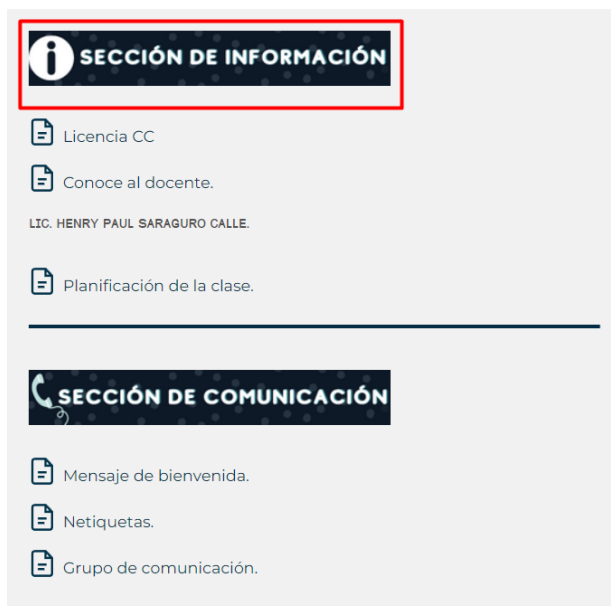 SECCIÓN DE INFORMACIÓN
Licencia CC
Conoce al docente.
LIC. HENRY PAUL SARAGURO CALLE.
Planificación de la clase.
SECCIÓN DE COMUNICACIÓN
Mensaje de bienvenida.
Netiquetas.
Grupo de comunicación.